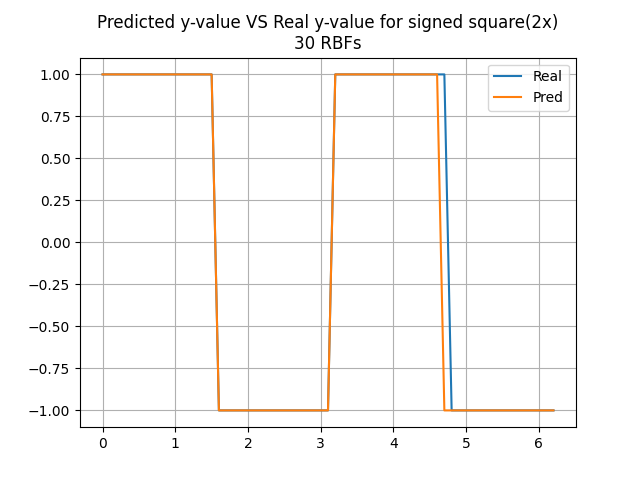 Predicted y-value VS Real y-value for signed square(2x)
30 RBFs
Real
Pred
1.00
0.75
0.50
0.25
0.00
−0.25
−0.50
−0.75
−1.00
0 1 2 3 4 5 6